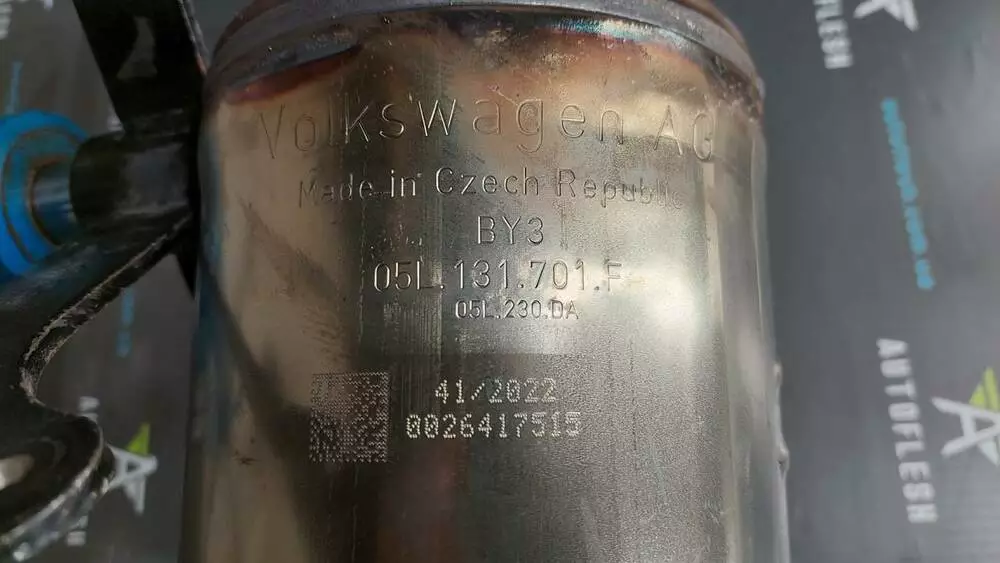 Volkswagen AG
Made in Czech Republic
BY3
05L.131.701.F
05L.230.DA
41/2022
0026417515
AUTOFLESH
AUTOFLESH